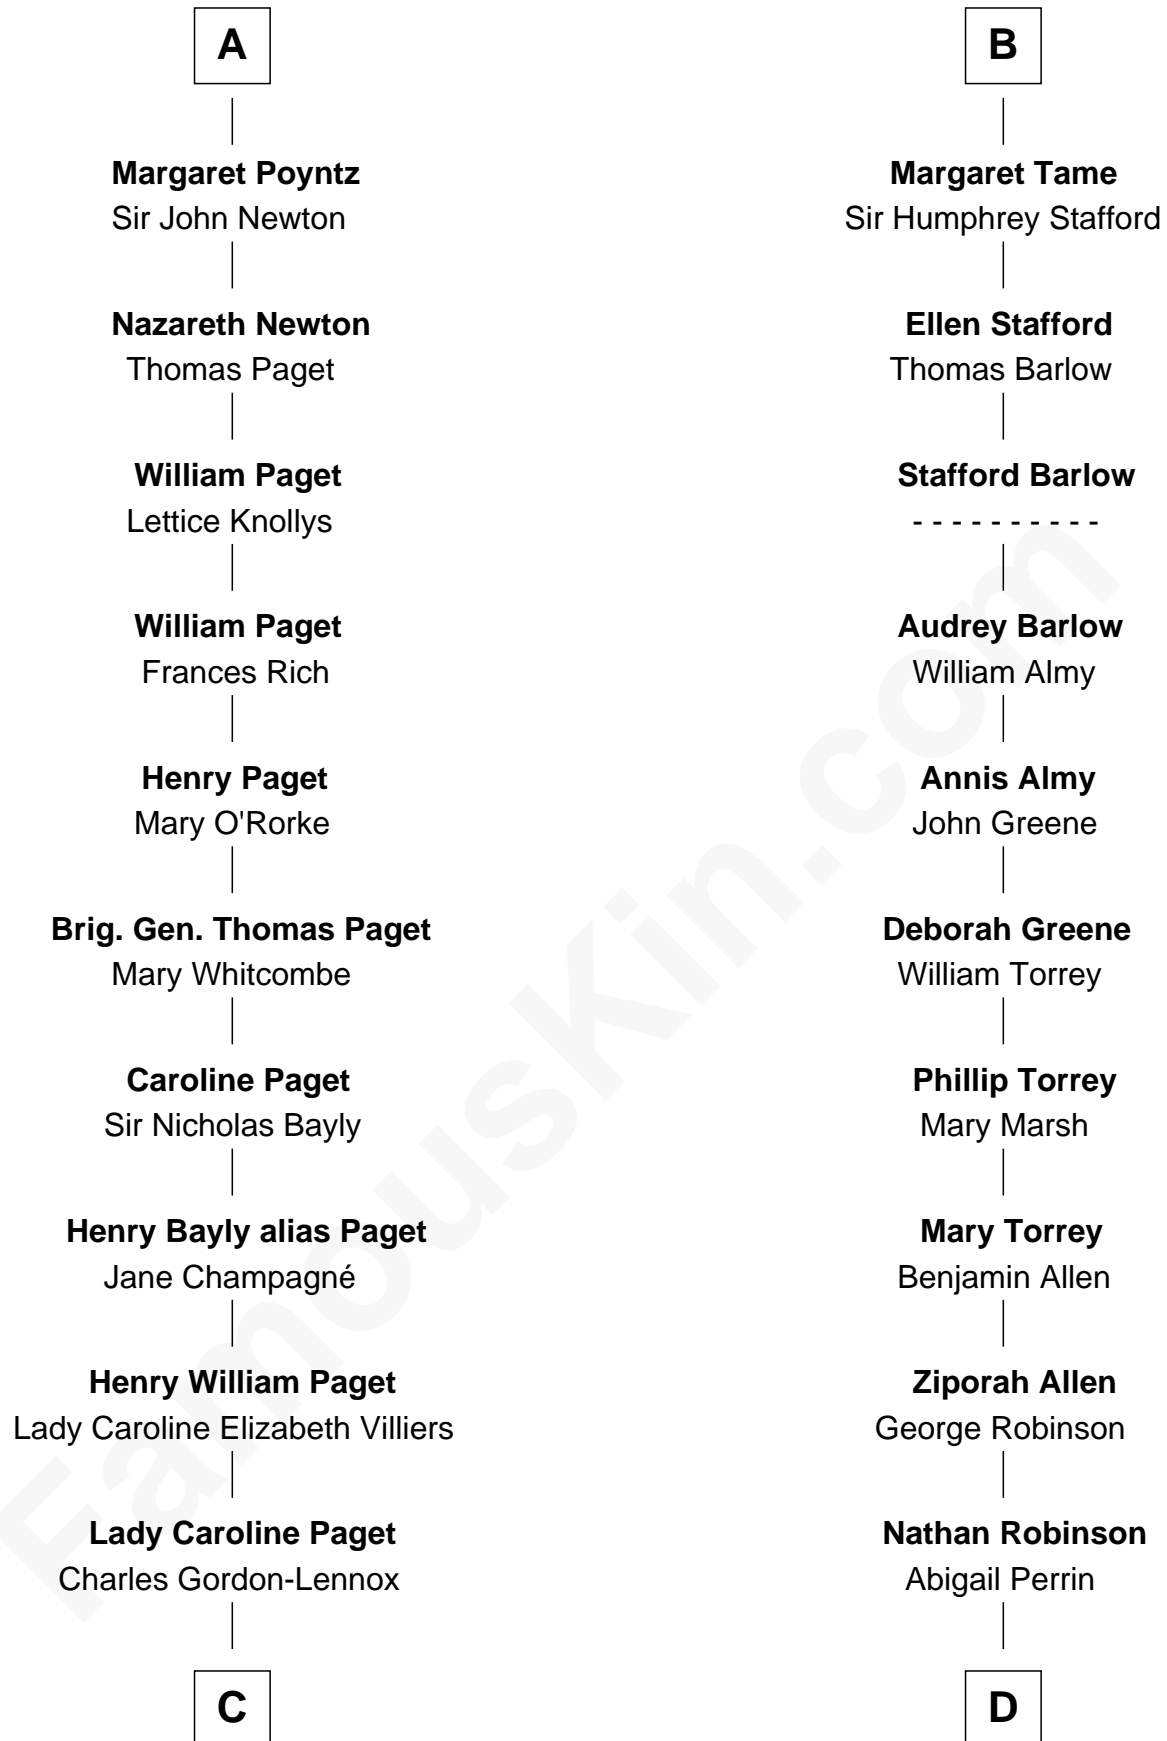 A
Margaret Poyntz
Sir John Newton
Nazareth Newton
Thomas Paget
William Paget
Lettice Knollys
William Paget
Frances Rich
Henry Paget
Mary O'Rorke
Brig. Gen. Thomas Paget
Mary Whitcombe
Caroline Paget
Sir Nicholas Bayly
Henry Bayly alias Paget
Jane Champagné
Henry William Paget
Lady Caroline Elizabeth Villiers
Lady Caroline Paget
Charles Gordon-Lennox
C
B
Margaret Tame
Sir Humphrey Stafford
Ellen Stafford
Thomas Barlow
Stafford Barlow
- - - - - - - - - -
Audrey Barlow
William Almy
Annis Almy
John Greene
Deborah Greene
William Torrey
Phillip Torrey
Mary Marsh
Mary Torrey
Benjamin Allen
Ziporah Allen
George Robinson
Nathan Robinson
Abigail Perrin
D
FamousKin.com